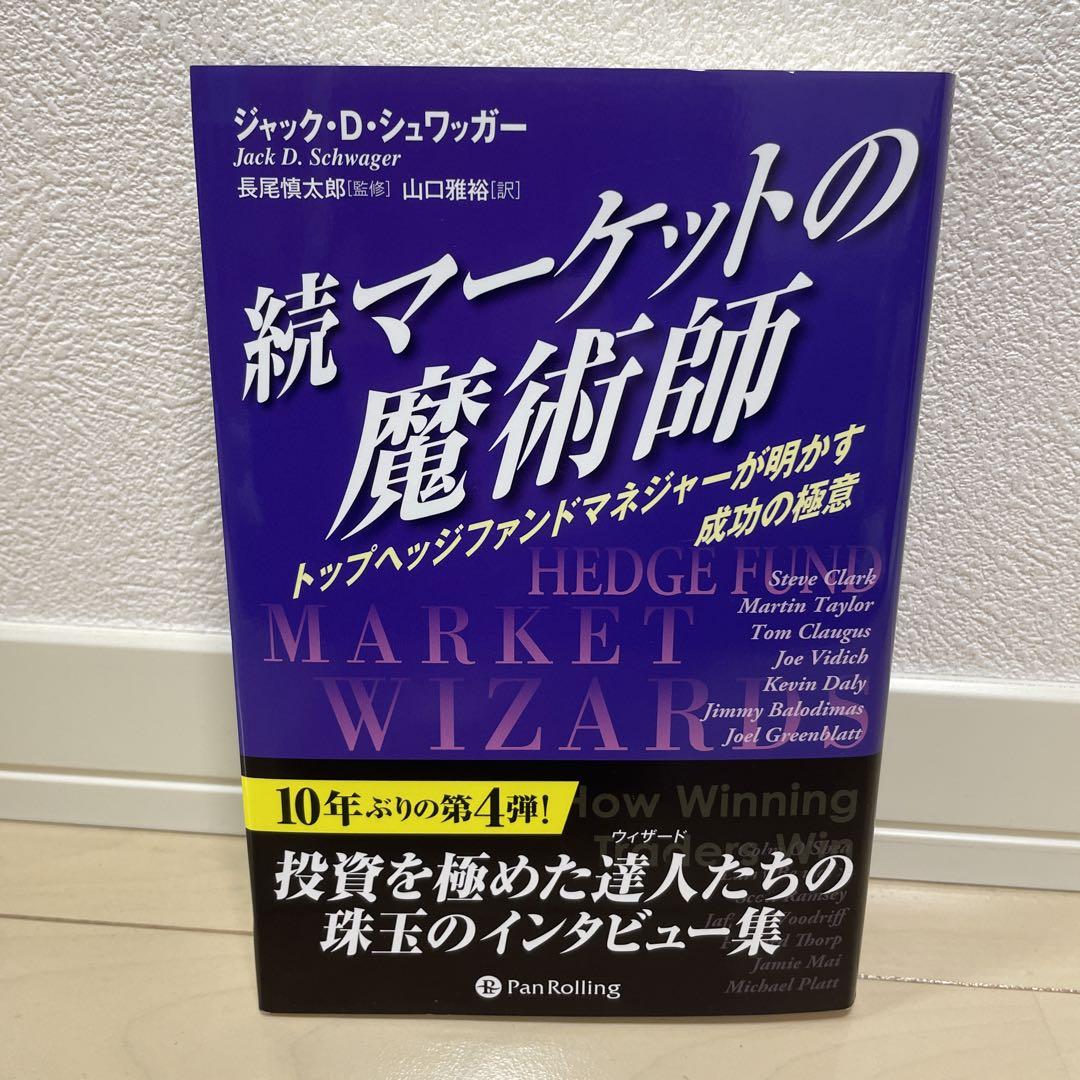 ジャック・D・シュワッガー
Jack D. Schwager
長尾慎太郎[監修] 山口雅裕[訳]
続マーケットの
魔術師
トップヘッジファンドマネジャーが明かす
成功の極意
HEDGE FUND
MARKET
WIZARDS
Steve Clark
Martin Taylor
Tom Claugus
Joe Vidich
Kevin Daly
Jimmy Balodimas
Joel Greenblatt
10年ぶりの第4弾!
How Winning
Traders Win
ウィザード
投資を極めた達人たちの
珠玉のインタビュー集
Ramsey
Woodriff
Thorp
Jamie Mai
Michael Platt
PanRolling